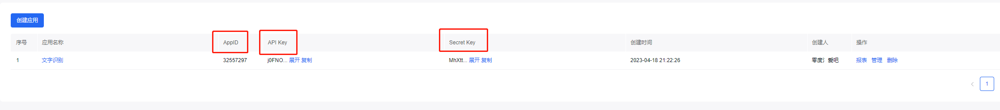 创建应用
序号 应用名称 AppID API Key Secret Key 创建时间 创建人 操作
1 文字识别 32557297 j0FNO... 展开 复制 MhXtt... 展开 复制 2023-04-18 21:22:26 零度氵爱吧 报表 管理 删除
1